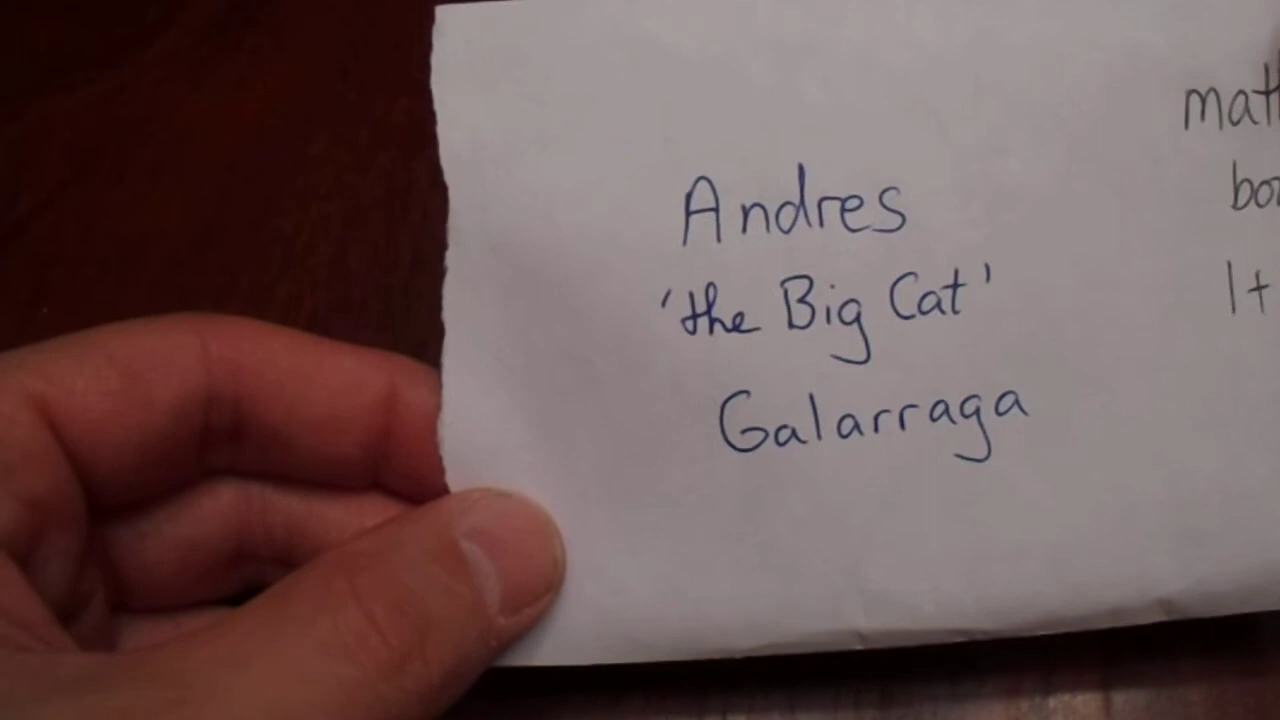 Andres
'the Big Cat'
Galarraga